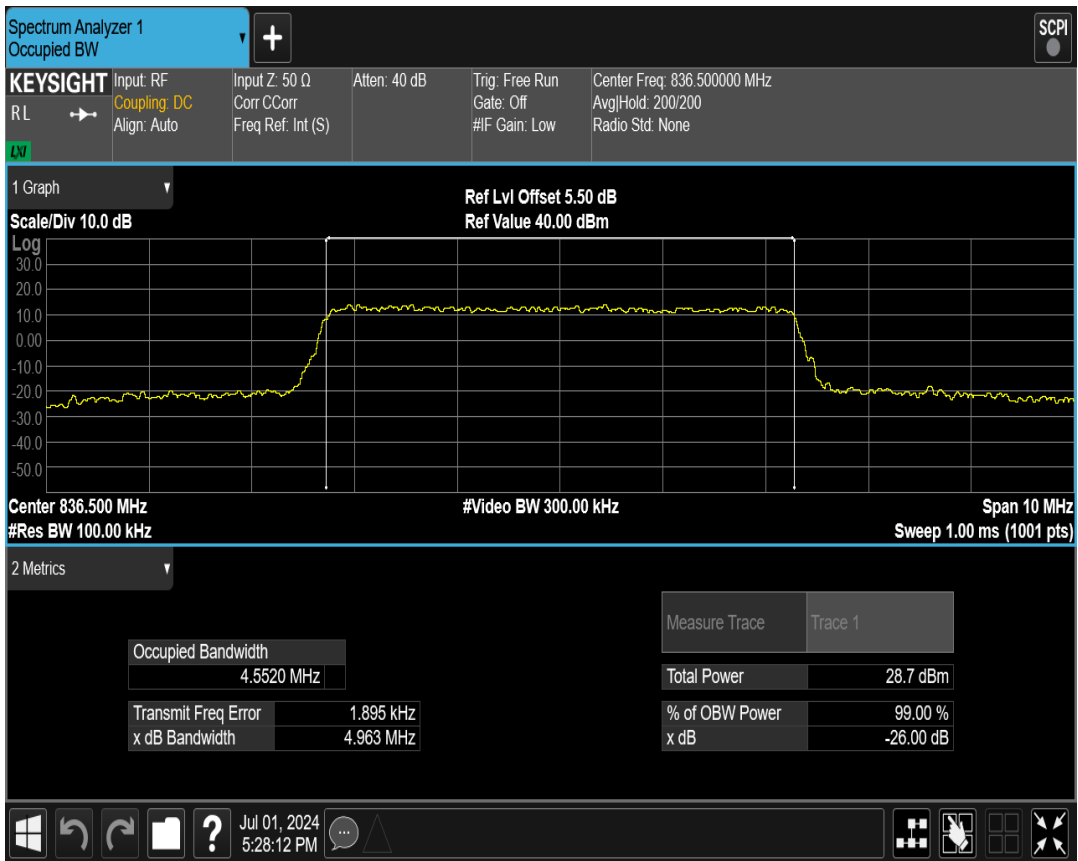 Spectrum Analyzer 1
Occupied BW
+
SCPI
KEYSIGHT
R L
LXI
Input: RF
Coupling: DC
Align: Auto
Input Z: 50 Ω
Corr CCorr
Freq Ref: Int (S)
Atten: 40 dB
Trig: Free Run
Gate: Off
#IF Gain: Low
Center Freq: 836.500000 MHz
Avg|Hold: 200/200
Radio Std: None
1 Graph
Scale/Div 10.0 dB
Ref Lvl Offset 5.50 dB
Ref Value 40.00 dBm
Log
30.0
20.0
10.0
0.00
-10.0
-20.0
-30.0
-40.0
-50.0
Center 836.500 MHz
#Video BW 300.00 kHz
Span 10 MHz
#Res BW 100.00 kHz
Sweep 1.00 ms (1001 pts)
2 Metrics
Measure Trace Trace 1
Occupied Bandwidth
4.5520 MHz
Total Power 28.7 dBm
Transmit Freq Error 1.895 kHz
% of OBW Power 99.00 %
x dB Bandwidth 4.963 MHz
x dB -26.00 dB
?
Jul 01, 2024
5:28:12 PM